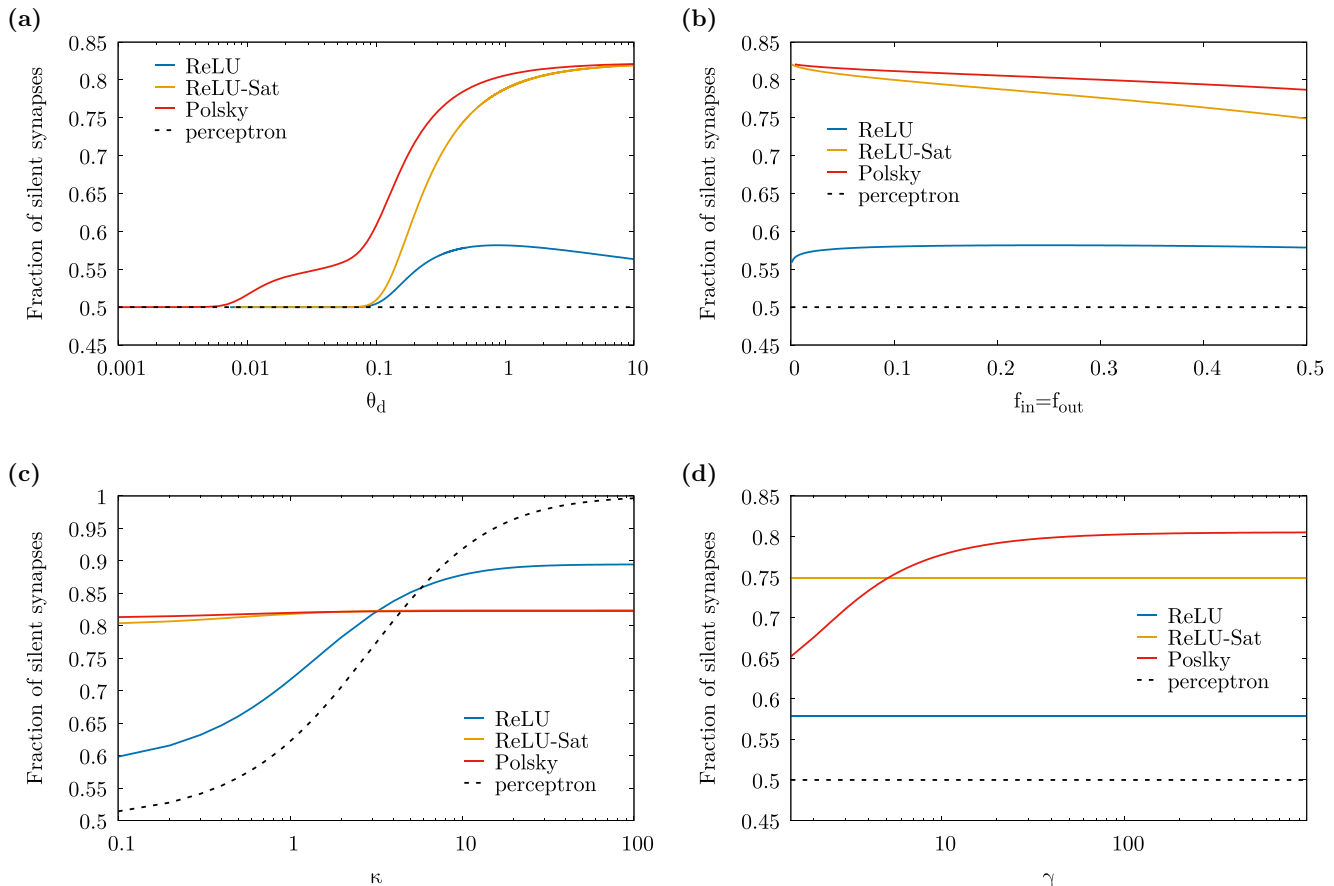 (a)
Fraction of silent synapses
0.85
0.8
0.75
0.7
0.65
0.6
0.55
0.5
0.45
ReLU
ReLU-Sat
Polsky
perceptron
0.001
0.01
0.1
1
10
θd
(b)
Fraction of silent synapses
0.85
0.8
0.75
0.7
0.65
0.6
0.55
0.5
0.45
ReLU
ReLU-Sat
Polsky
perceptron
0
0.1
0.2
0.3
0.4
0.5
fin=fout
(c)
Fraction of silent synapses
1
0.95
0.9
0.85
0.8
0.75
0.7
0.65
0.6
0.55
0.5
ReLU
ReLU-Sat
Polsky
perceptron
0.1
1
10
100
κ
(d)
Fraction of silent synapses
0.85
0.8
0.75
0.7
0.65
0.6
0.55
0.5
0.45
ReLU
ReLU-Sat
Poslky
perceptron
10
100
γ